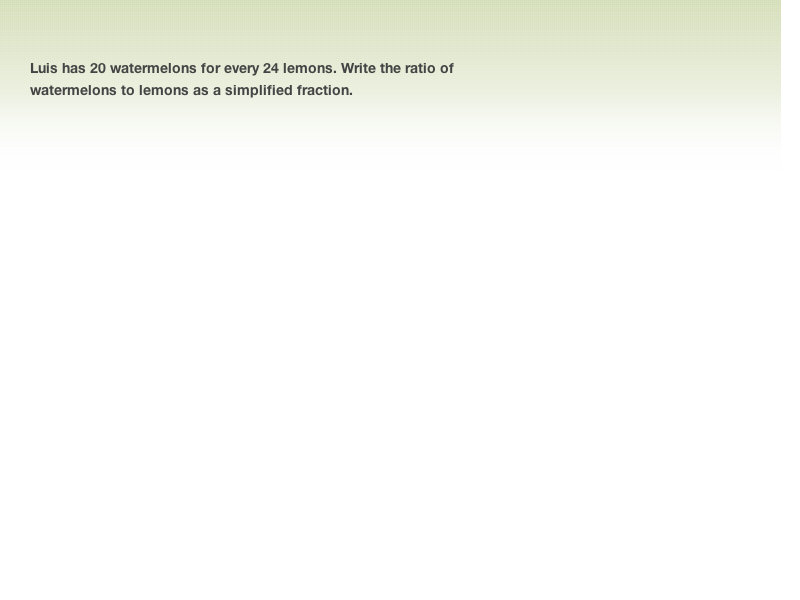 Luis has 20 watermelons for every 24 lemons. Write the ratio of
watermelons to lemons as a simplified fraction.